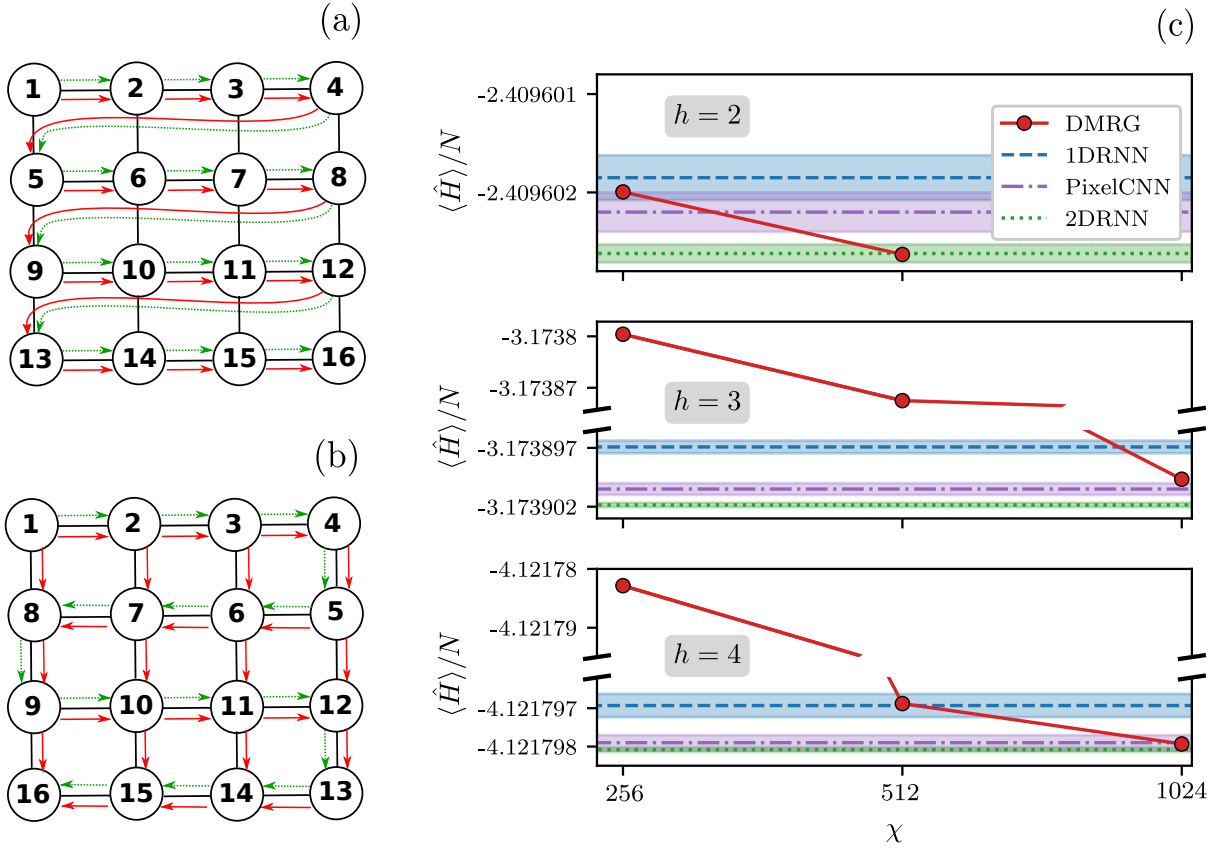 (a)
1 2 3 4
5 6 7 8
9 10 11 12
13 14 15 16
(b)
1 2 3 4
8 7 6 5
9 10 11 12
16 15 14 13
(c)
⟨Ĥ⟩/N
-2.409601
-2.409602
h = 2
DMRG
1DRNN
PixelCNN
2DRNN
⟨Ĥ⟩/N
-3.1738
-3.17387
-3.173897
-3.173902
h = 3
⟨Ĥ⟩/N
-4.12178
-4.12179
-4.121797
-4.121798
h = 4
256 512 1024
χ